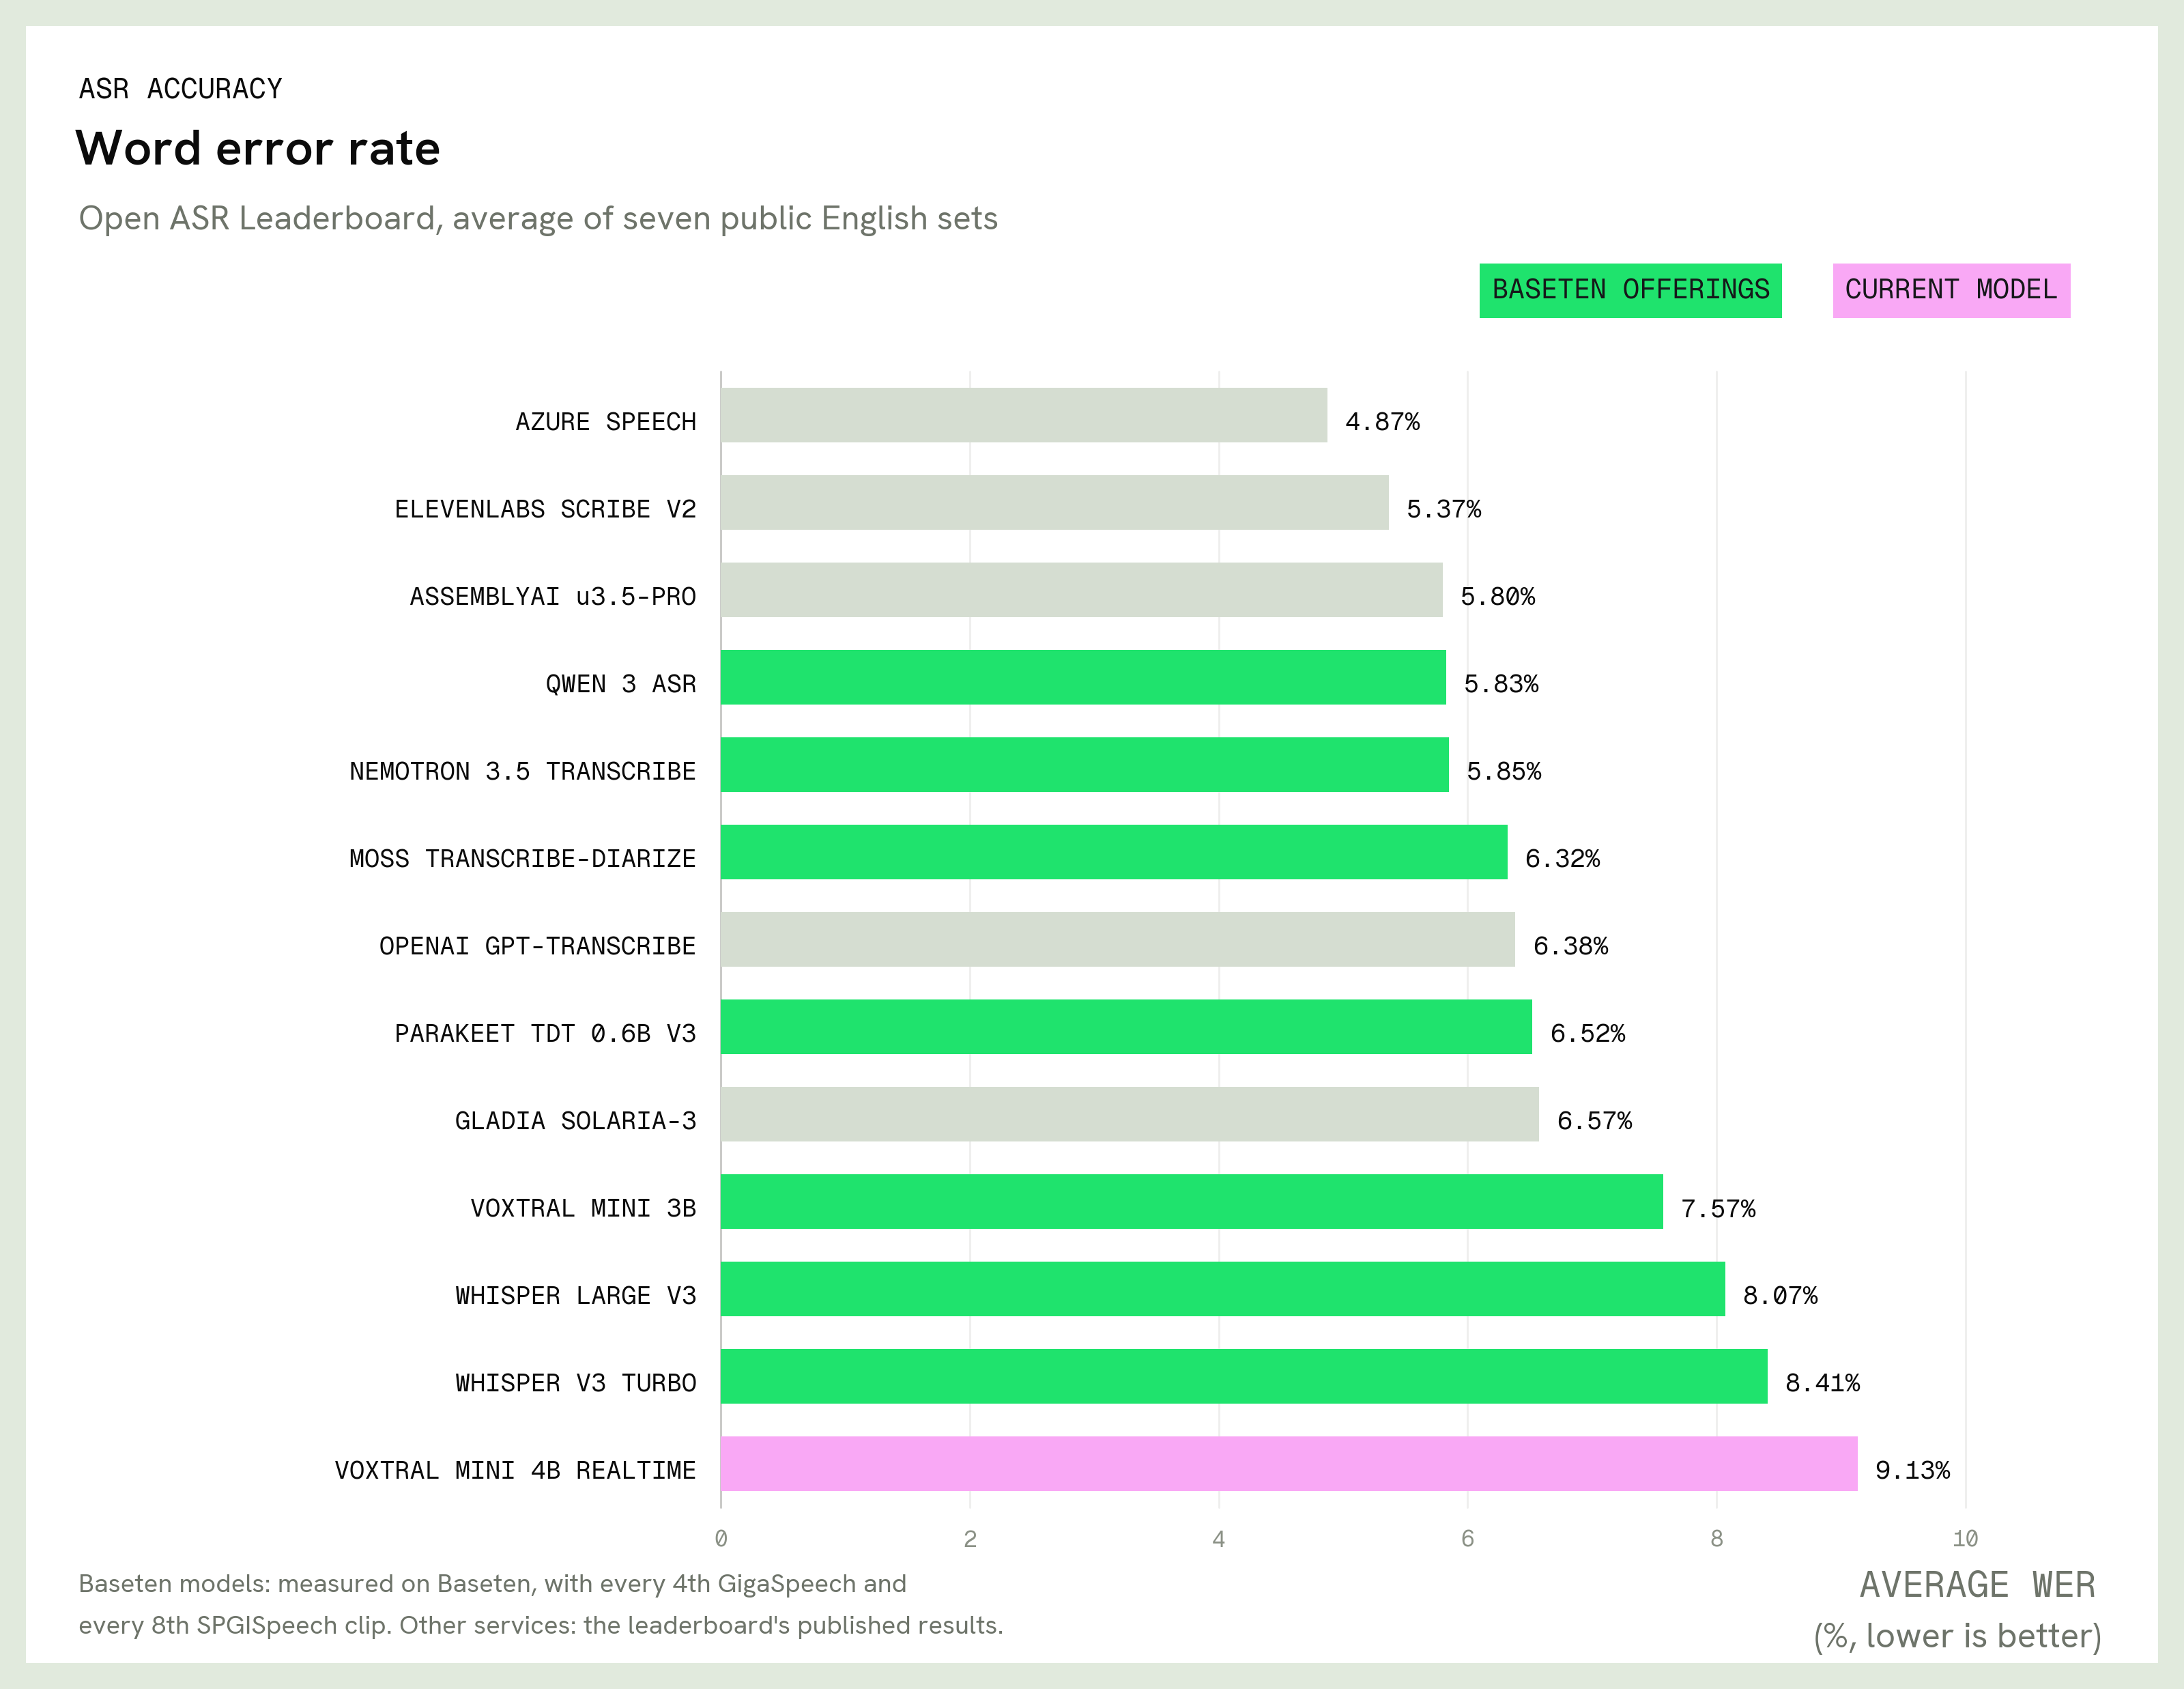 ASR ACCURACY
Word error rate
Open ASR Leaderboard, average of seven public English sets
BASETEN OFFERINGS CURRENT MODEL
AZURE SPEECH 4.87%
ELEVENLABS SCRIBE V2 5.37%
ASSEMBLYAI u3.5-PRO 5.80%
QWEN 3 ASR 5.83%
NEMOTRON 3.5 TRANSCRIBE 5.85%
MOSS TRANSCRIBE-DIARIZE 6.32%
OPENAI GPT-TRANSCRIBE 6.38%
PARAKEET TDT 0.6B V3 6.52%
GLADIA SOLARIA-3 6.57%
VOXTRAL MINI 3B 7.57%
WHISPER LARGE V3 8.07%
WHISPER V3 TURBO 8.41%
VOXTRAL MINI 4B REALTIME 9.13%
0 2 4 6 8 10
Baseten models: measured on Baseten, with every 4th GigaSpeech and
every 8th SPGISpeech clip. Other services: the leaderboard's published results.
AVERAGE WER
(%, lower is better)